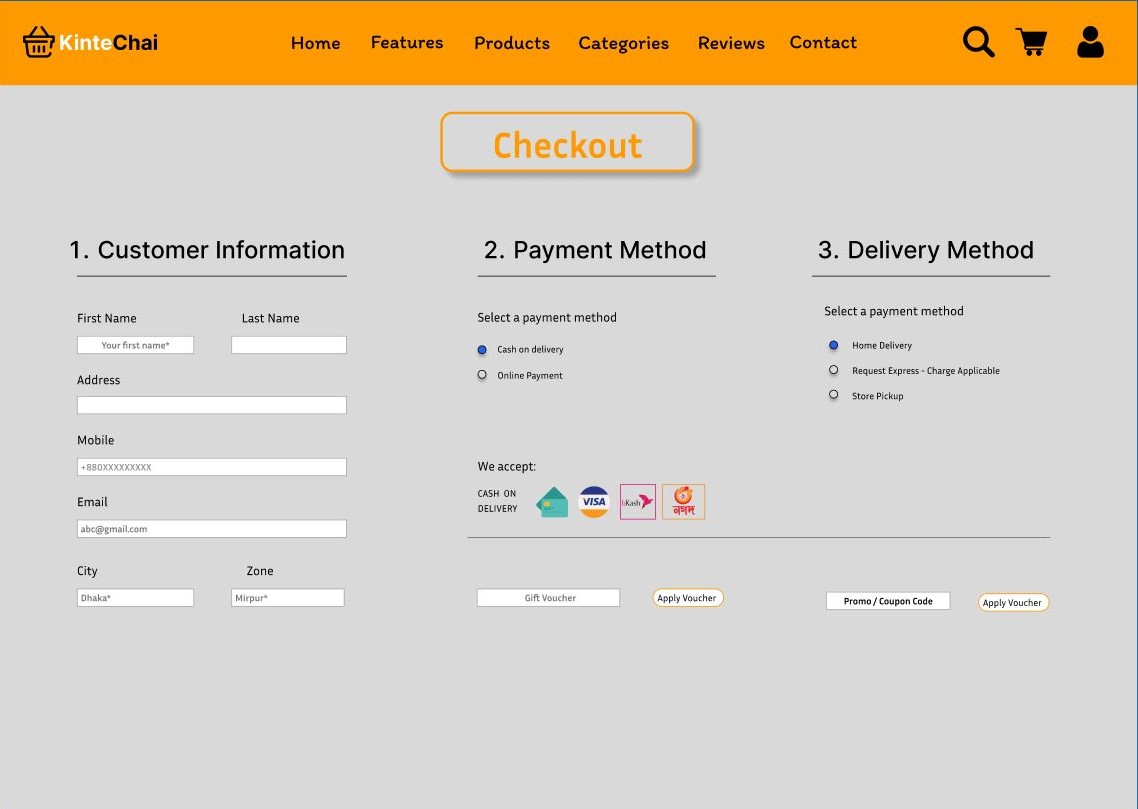 KinteChai
Home Features Products Categories Reviews Contact
Checkout
1. Customer Information
First Name Last Name
Your first name*
Address
Mobile
+880XXXXXXXXX
Email
abc@gmail.com
City Zone
Dhaka* Mirpur*
2. Payment Method
Select a payment method
Cash on delivery
Online Payment
We accept:
CASH ON
DELIVERY
VISA
bKash
নগদ
Gift Voucher Apply Voucher
3. Delivery Method
Select a payment method
Home Delivery
Request Express - Charge Applicable
Store Pickup
Promo / Coupon Code Apply Voucher